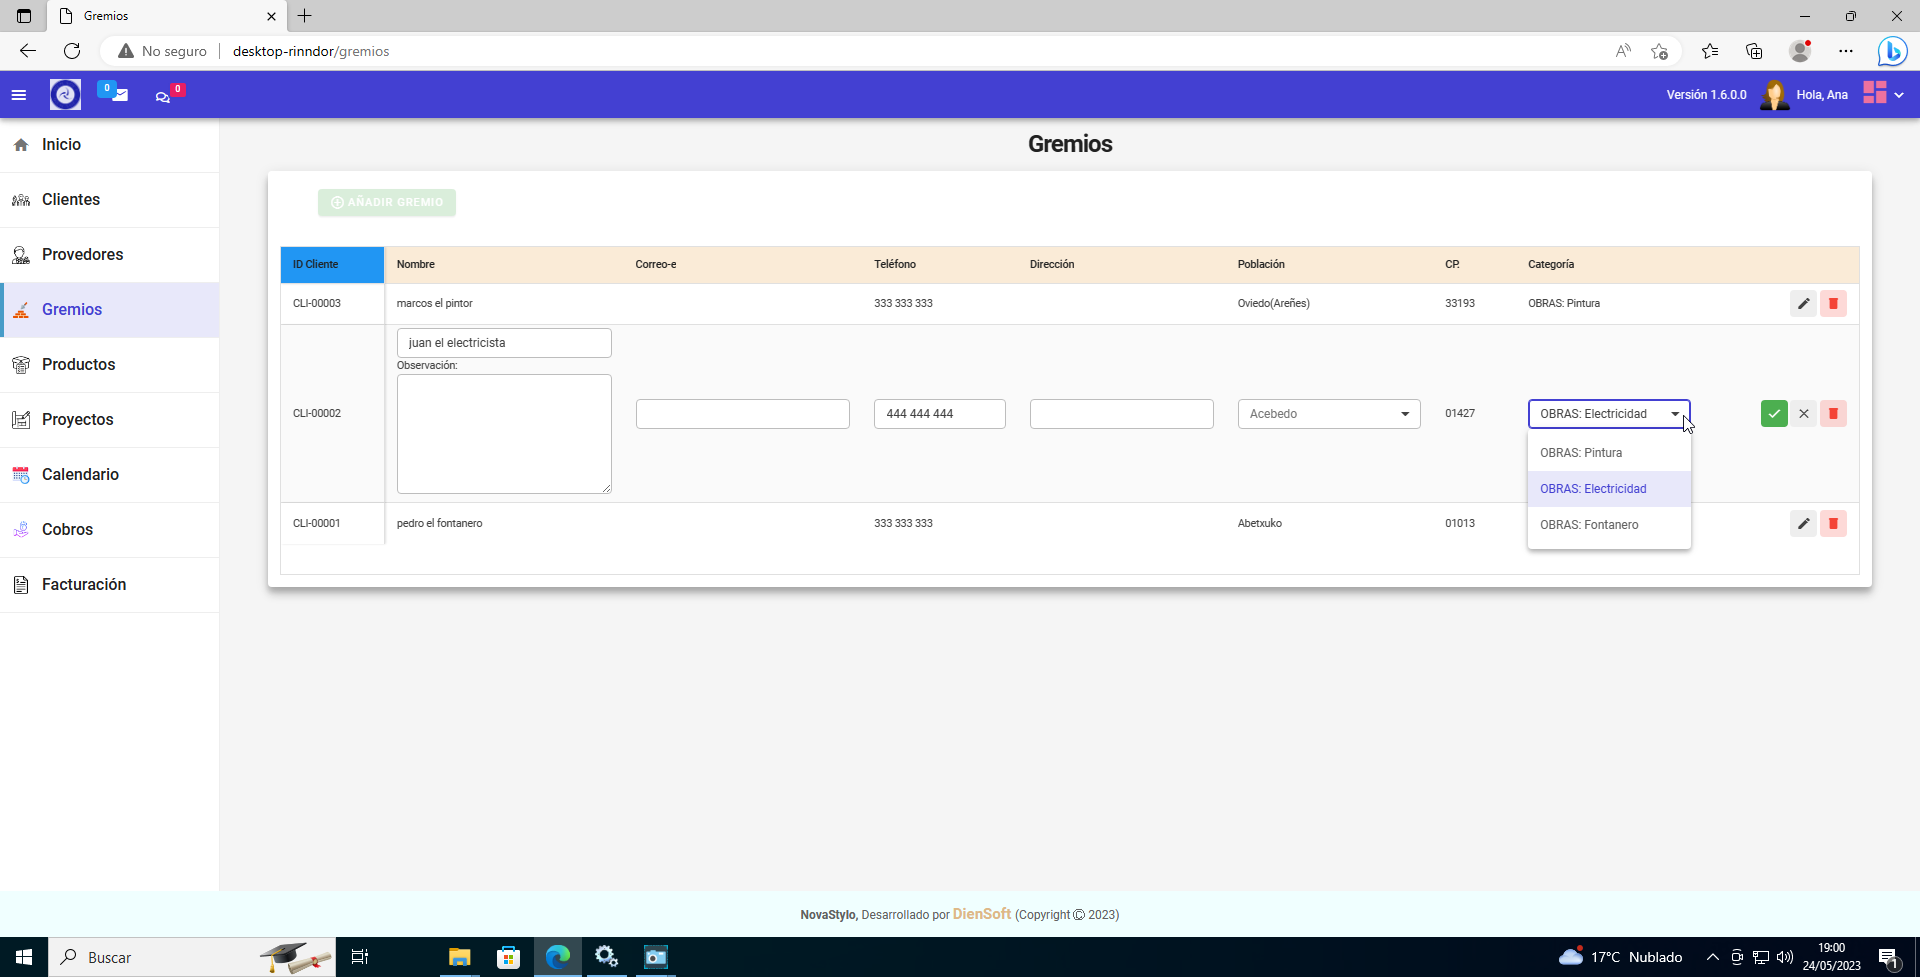 Gremios
No seguro
desktop-rinndor/gremios
0
0
Versión 1.6.0.0
Hola, Ana
Inicio
Clientes
Provedores
Gremios
Productos
Proyectos
Calendario
Cobros
Facturación
Gremios
AÑADIR GREMIO
ID Cliente Nombre Correo-e Teléfono Dirección Población CP. Categoría
CLI-00003 marcos el pintor 333 333 333 Oviedo(Areñes) 33193 OBRAS: Pintura
juan el electricista
Observación:
CLI-00002 444 444 444 Acebedo 01427 OBRAS: Electricidad
OBRAS: Pintura
OBRAS: Electricidad
OBRAS: Fontanero
CLI-00001 pedro el fontanero 333 333 333 Abetxuko 01013
NovaStylo, Desarrollado por DienSoft (Copyright © 2023)
Buscar
17°C Nublado
19:00
24/05/2023
1